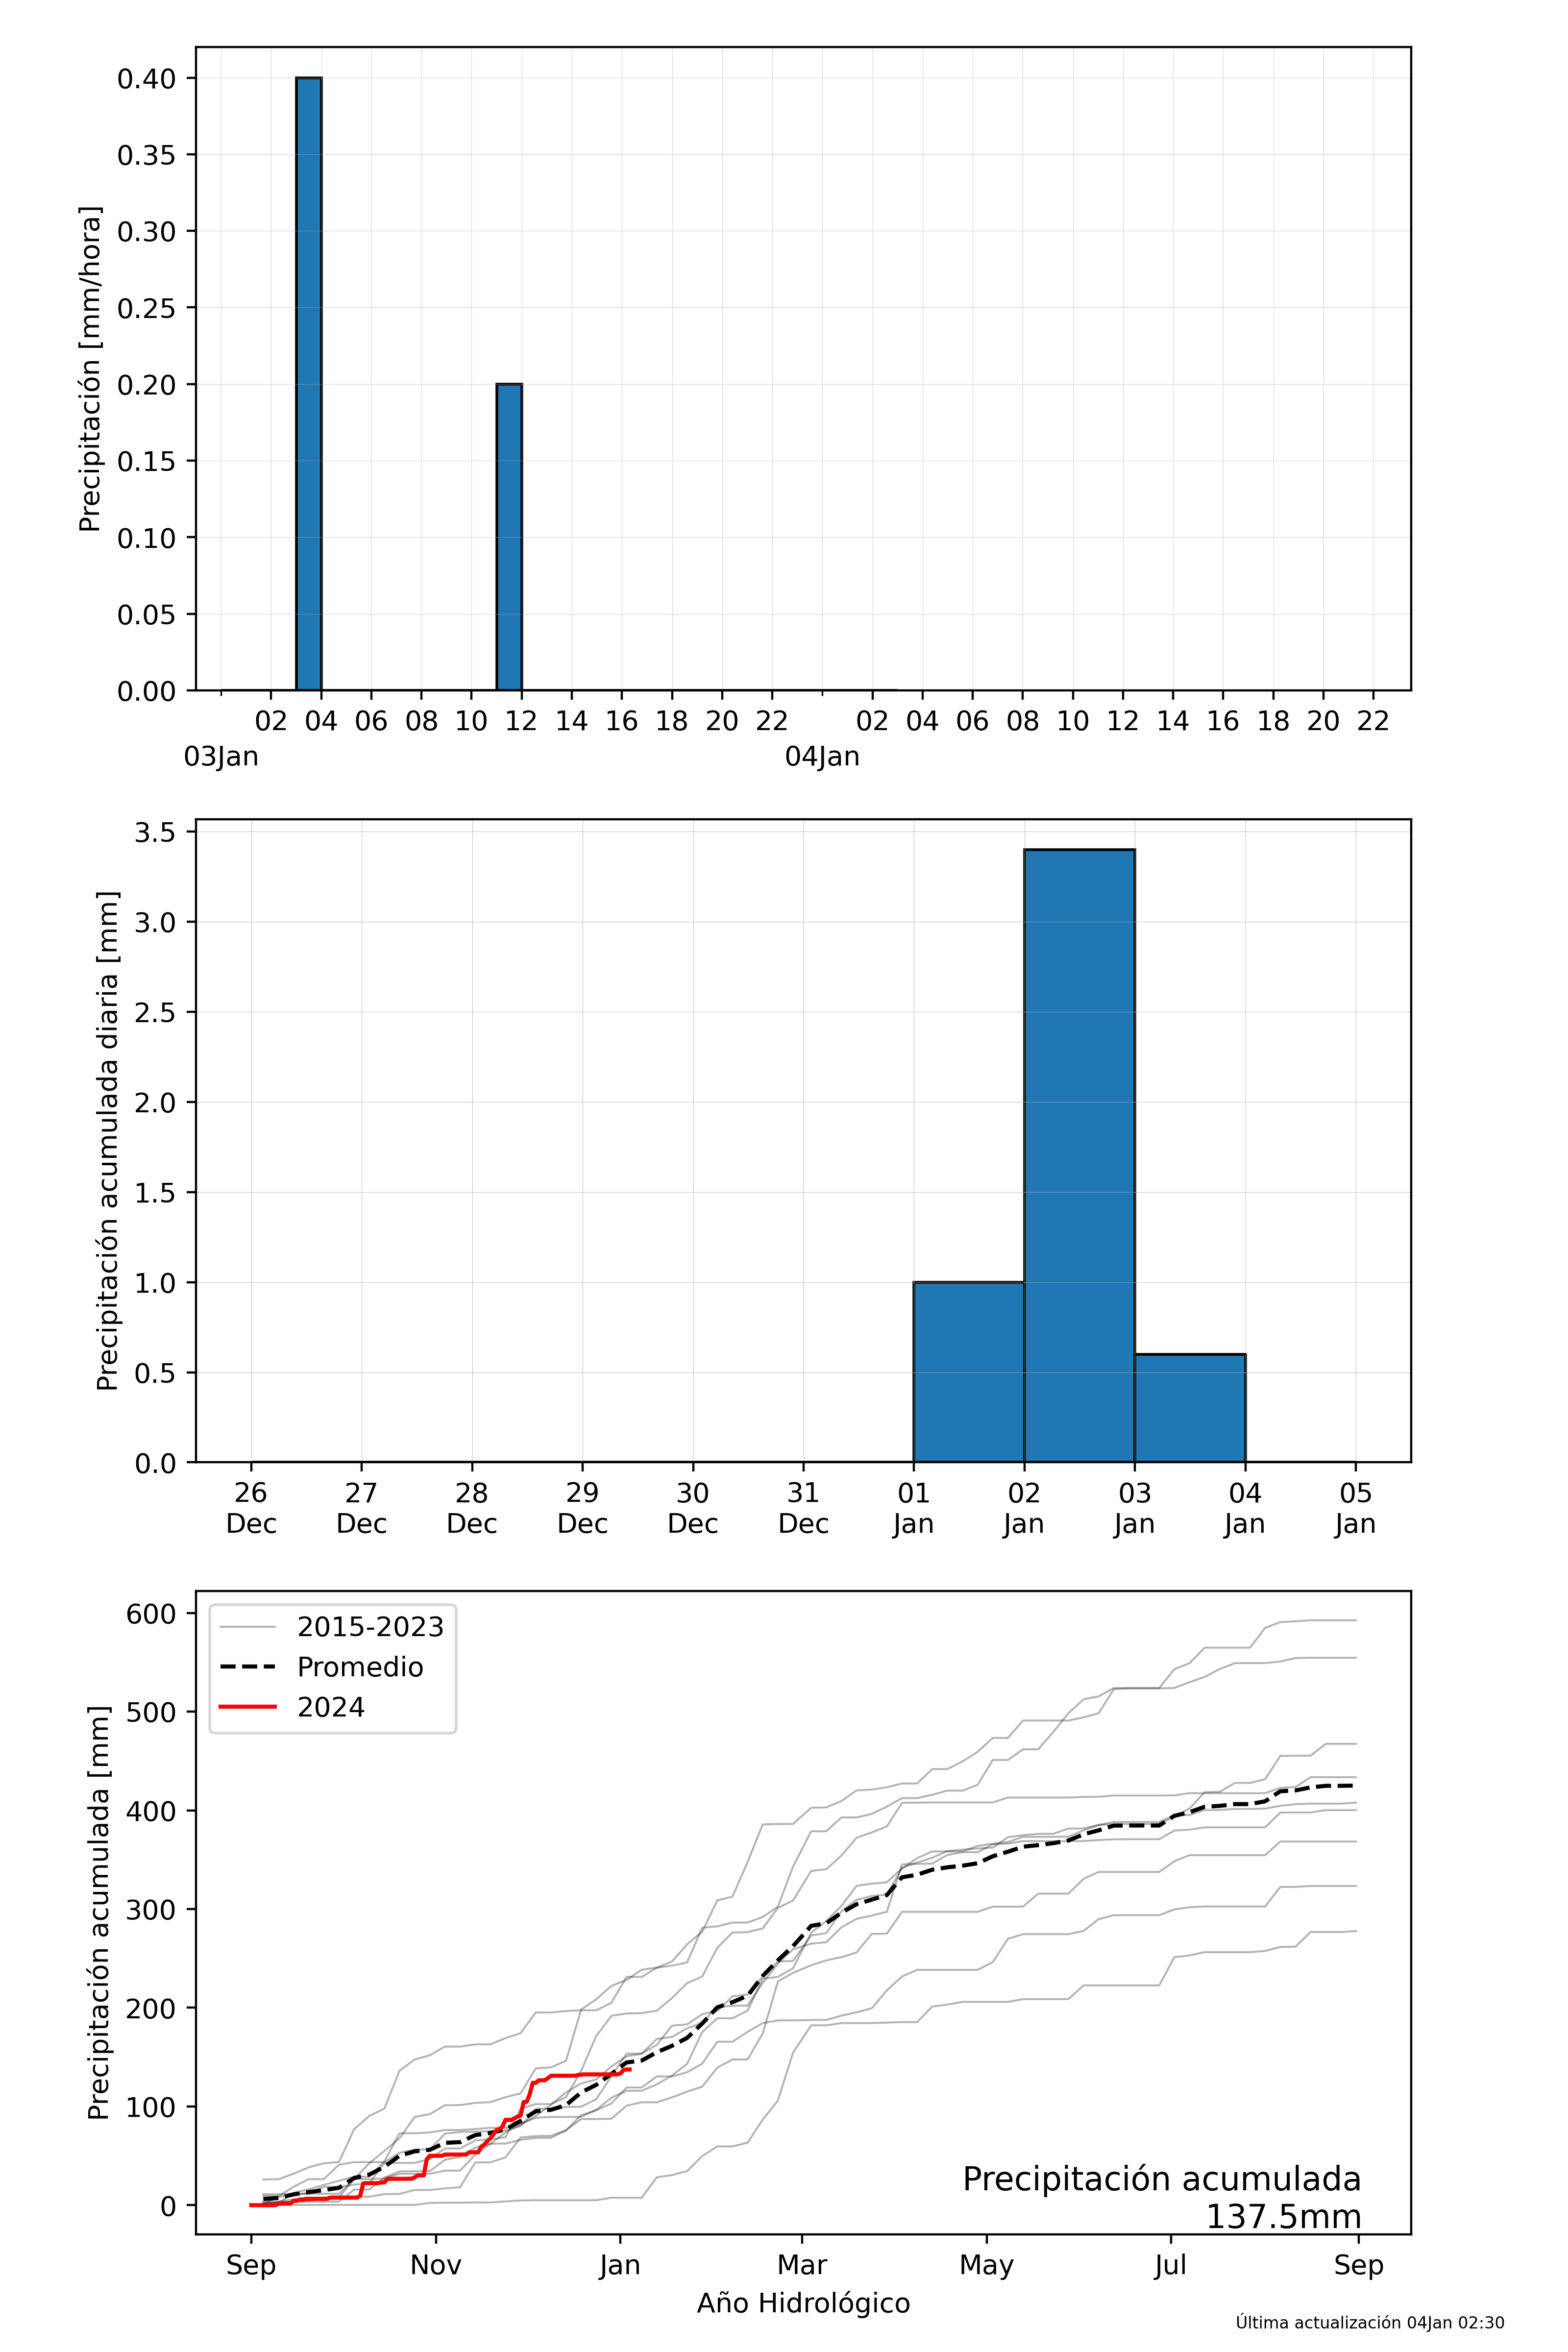 Precipitación [mm/hora]
0.40
0.35
0.30
0.25
0.20
0.15
0.10
0.05
0.00
02 04 06 08 10 12 14 16 18 20 22 02 04 06 08 10 12 14 16 18 20 22
03Jan 04Jan
Precipitación acumulada diaria [mm]
3.5
3.0
2.5
2.0
1.5
1.0
0.5
0.0
26 27 28 29 30 31 01 02 03 04 05
Dec Dec Dec Dec Dec Dec Jan Jan Jan Jan Jan
Precipitación acumulada [mm]
600
500
400
300
200
100
0
2015-2023
Promedio
2024
Precipitación acumulada
137.5mm
Sep Nov Jan Mar May Jul Sep
Año Hidrológico
Última actualización 04Jan 02:30